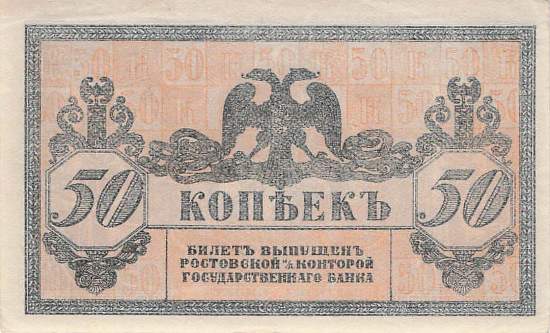 50 КОПѢЕКЪ 50
БИЛЕТЪ ВЫПУЩЕНЪ
РОСТОВСКОЙ Н/Д КОНТОРОЙ
ГОСУДАРСТВЕННАГО БАНКА